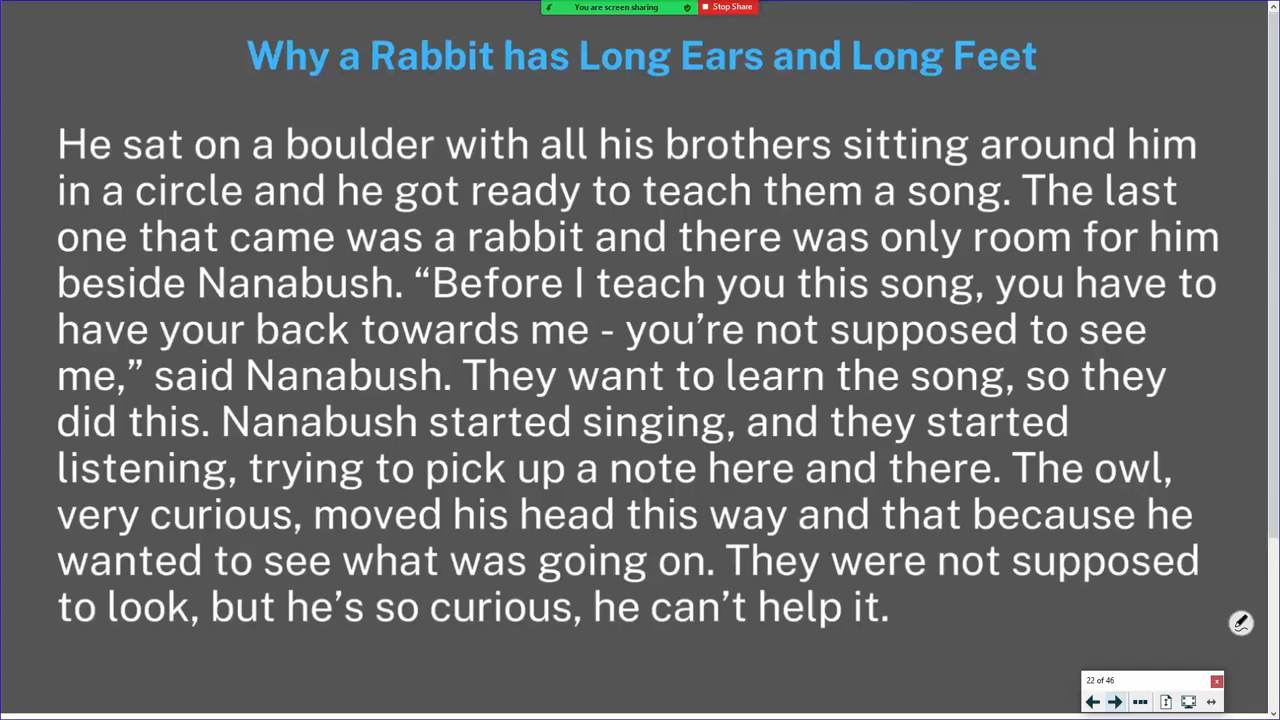 You are screen sharing
Stop Share
Why a Rabbit has Long Ears and Long Feet
He sat on a boulder with all his brothers sitting around him
in a circle and he got ready to teach them a song. The last
one that came was a rabbit and there was only room for him
beside Nanabush. “Before I teach you this song, you have to
have your back towards me - you’re not supposed to see
me,” said Nanabush. They want to learn the song, so they
did this. Nanabush started singing, and they started
listening, trying to pick up a note here and there. The owl,
very curious, moved his head this way and that because he
wanted to see what was going on. They were not supposed
to look, but he’s so curious, he can’t help it.
22 of 46